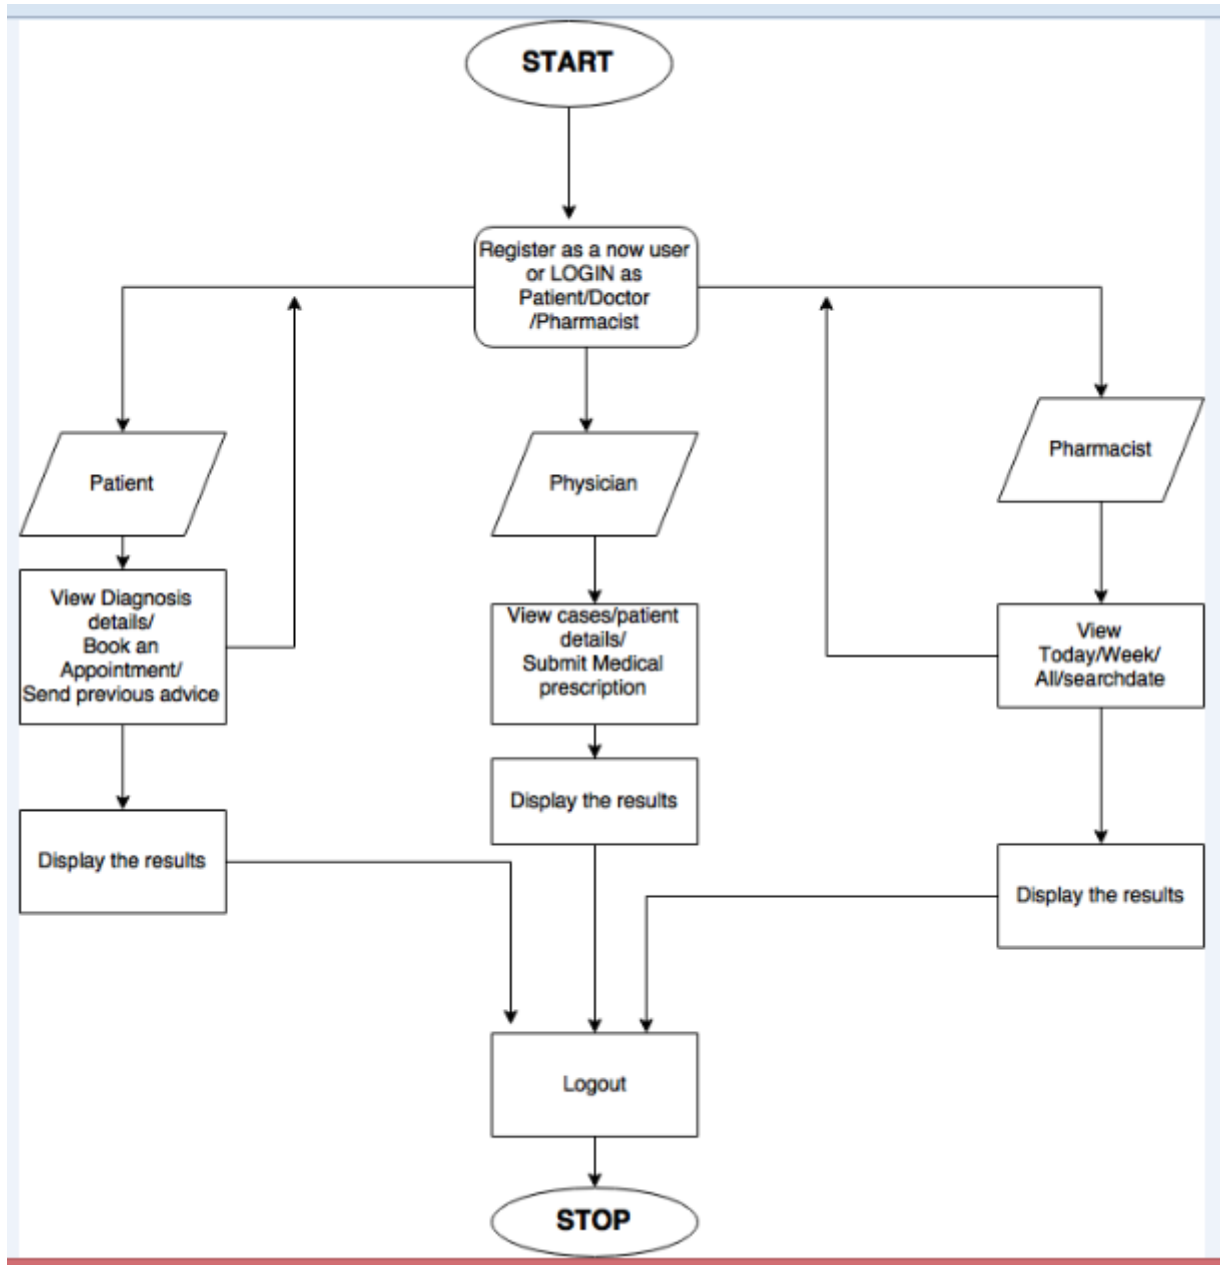 START
Register as a now user
or LOGIN as
Patient/Doctor
/Pharmacist
Patient
Physician
Pharmacist
View Diagnosis
details/
Book an
Appointment/
Send previous advice
View cases/patient
details/
Submit Medical
prescription
View
Today/Week/
All/searchdate
Display the results
Display the results
Display the results
Logout
STOP